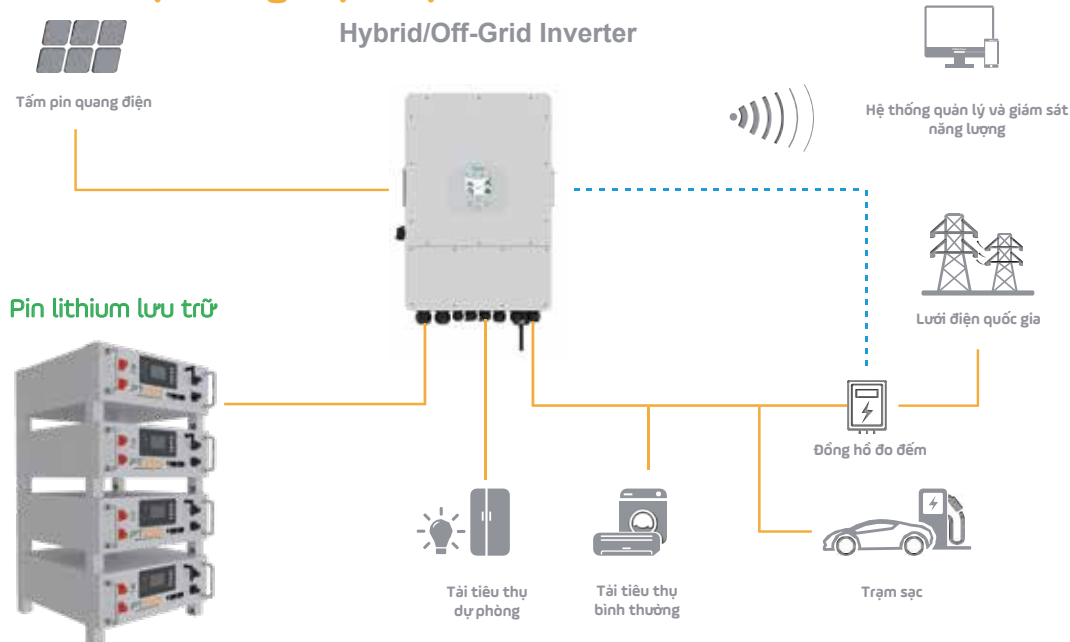 Hybrid/Off-Grid Inverter
Tấm pin quang điện
Hệ thống quản lý và giám sát
năng lượng
Pin lithium lưu trữ
Lưới điện quốc gia
Đồng hồ đo đếm
Tải tiêu thụ
dự phòng
Tải tiêu thụ
bình thường
Trạm sạc